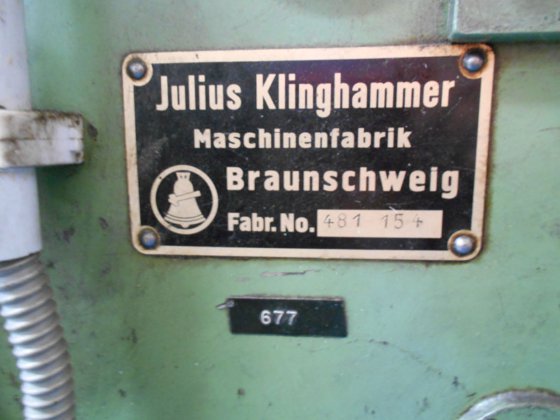 Julius Klinghammer
Maschinenfabrik
Braunschweig
Fabr.No. 481 154
677